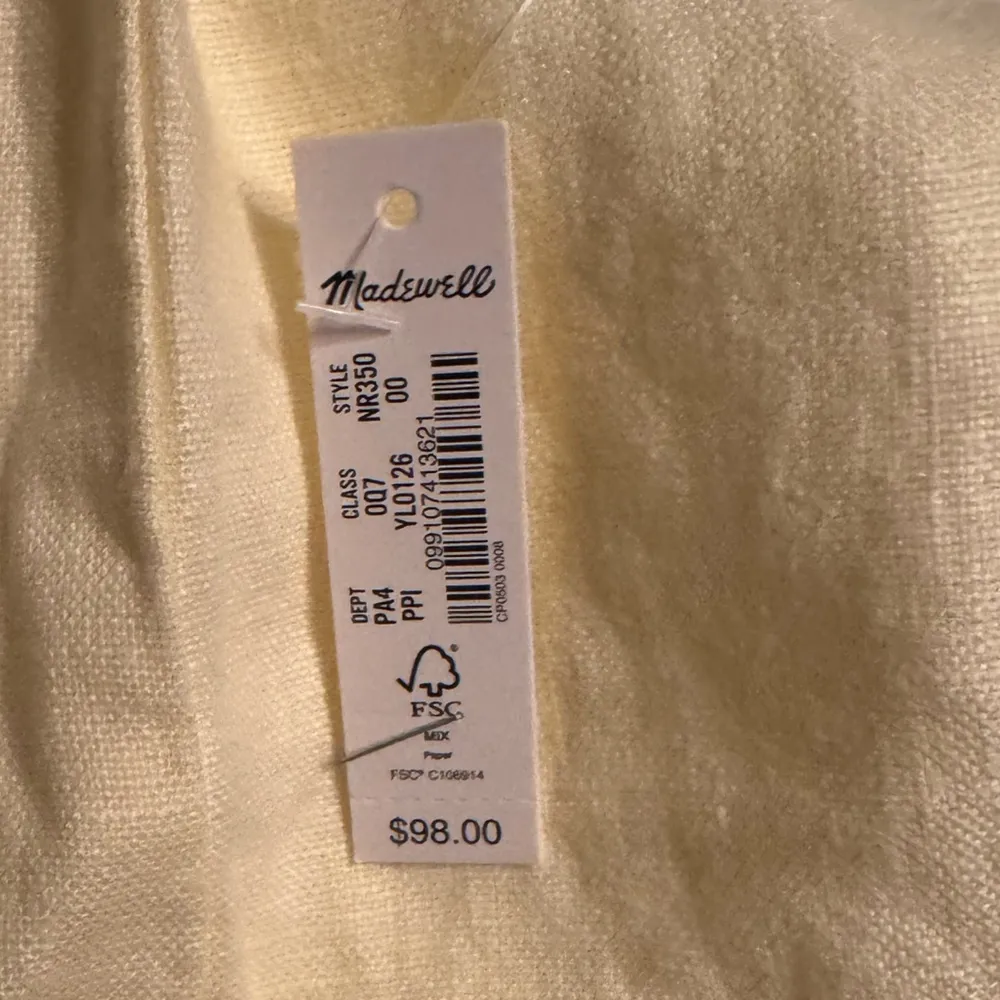 Madewell
DEPT CLASS STYLE
PA4 0Q7 NR350
PPI YL0126 00
099107413621
CP0503 0008
FSC
MIX
Paper
FSC® C106914
$98.00